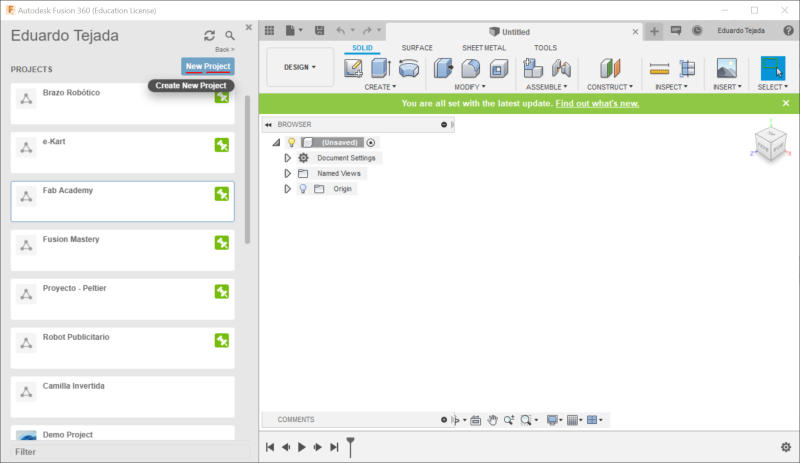 Autodesk Fusion 360 (Education License)
Eduardo Tejada
Back >
PROJECTS
New Project
Create New Project
Brazo Robótico
e-Kart
Fab Academy
Fusion Mastery
Proyecto - Peltier
Robot Publicitario
Camilla Invertida
Demo Project
Filter
Untitled
Eduardo Tejada
SOLID SURFACE SHEET METAL TOOLS
DESIGN
CREATE MODIFY ASSEMBLE CONSTRUCT INSPECT INSERT SELECT
You are all set with the latest update. Find out what's new.
BROWSER
(Unsaved)
Document Settings
Named Views
Origin
Z X
COMMENTS